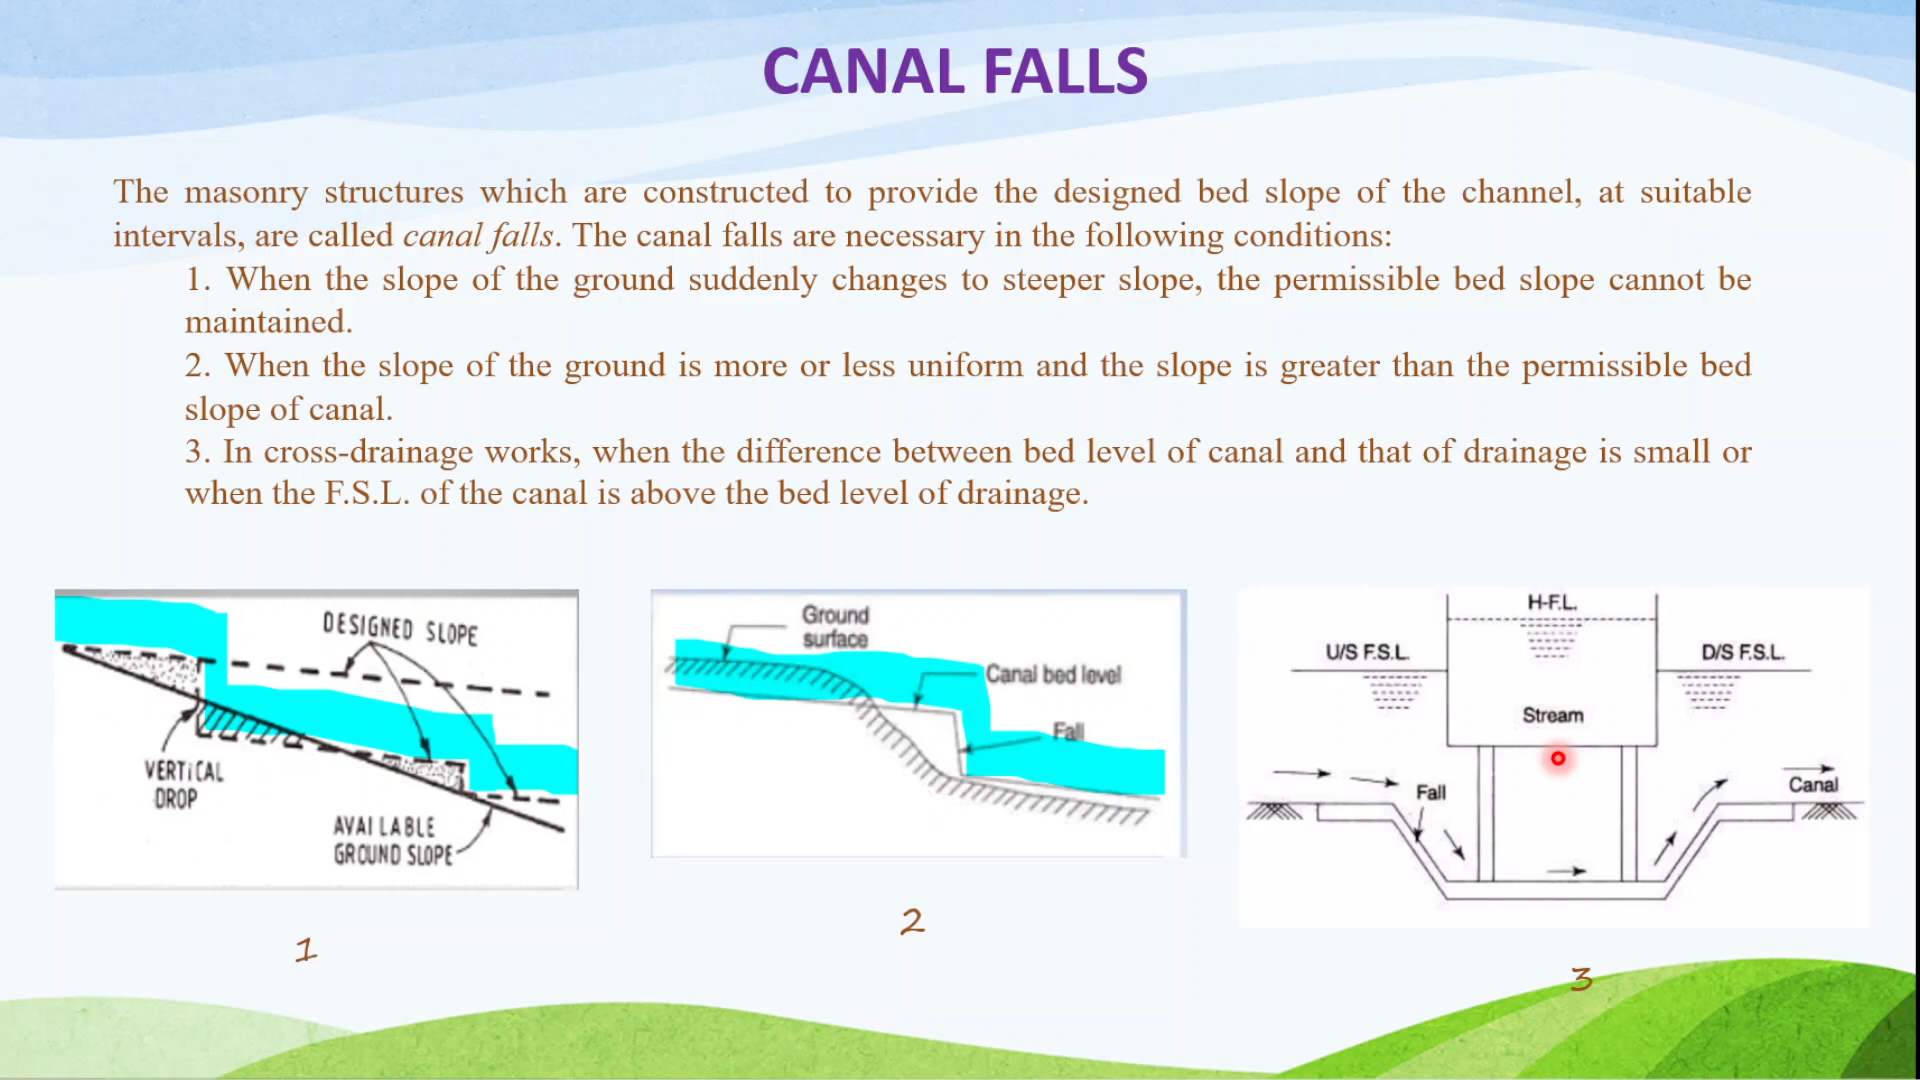 CANAL FALLS
The masonry structures which are constructed to provide the designed bed slope of the channel, at suitable
intervals, are called canal falls. The canal falls are necessary in the following conditions:
1. When the slope of the ground suddenly changes to steeper slope, the permissible bed slope cannot be
maintained.
2. When the slope of the ground is more or less uniform and the slope is greater than the permissible bed
slope of canal.
3. In cross-drainage works, when the difference between bed level of canal and that of drainage is small or
when the F.S.L. of the canal is above the bed level of drainage.
DESIGNED SLOPE
VERTICAL
DROP
AVAILABLE
GROUND SLOPE
1
Ground
surface
Canal bed level
Fall
2
H-F.L.
U/S F.S.L.
D/S F.S.L.
Stream
Fall
Canal
3